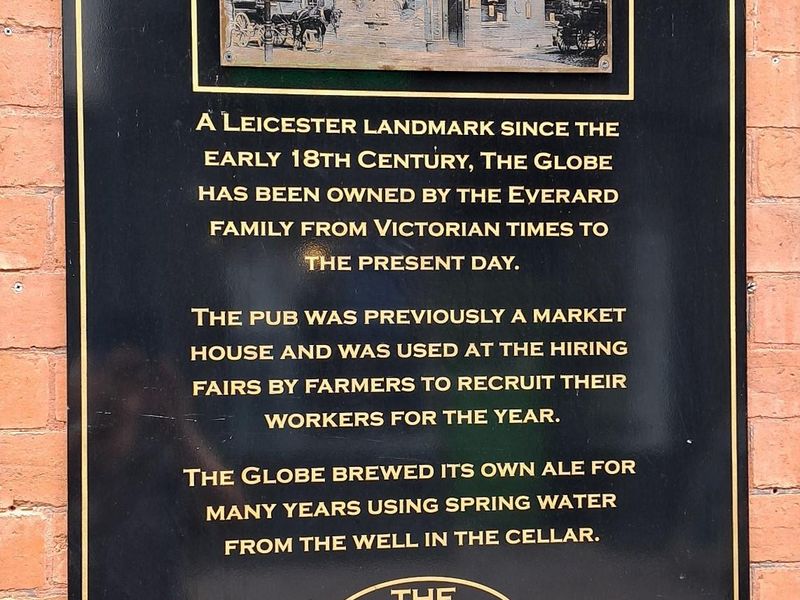 A Leicester landmark since the
early 18th Century, The Globe
has been owned by the Everard
family from Victorian times to
the present day.
The pub was previously a market
house and was used at the hiring
fairs by farmers to recruit their
workers for the year.
The Globe brewed its own ale for
many years using spring water
from the well in the cellar.
THE